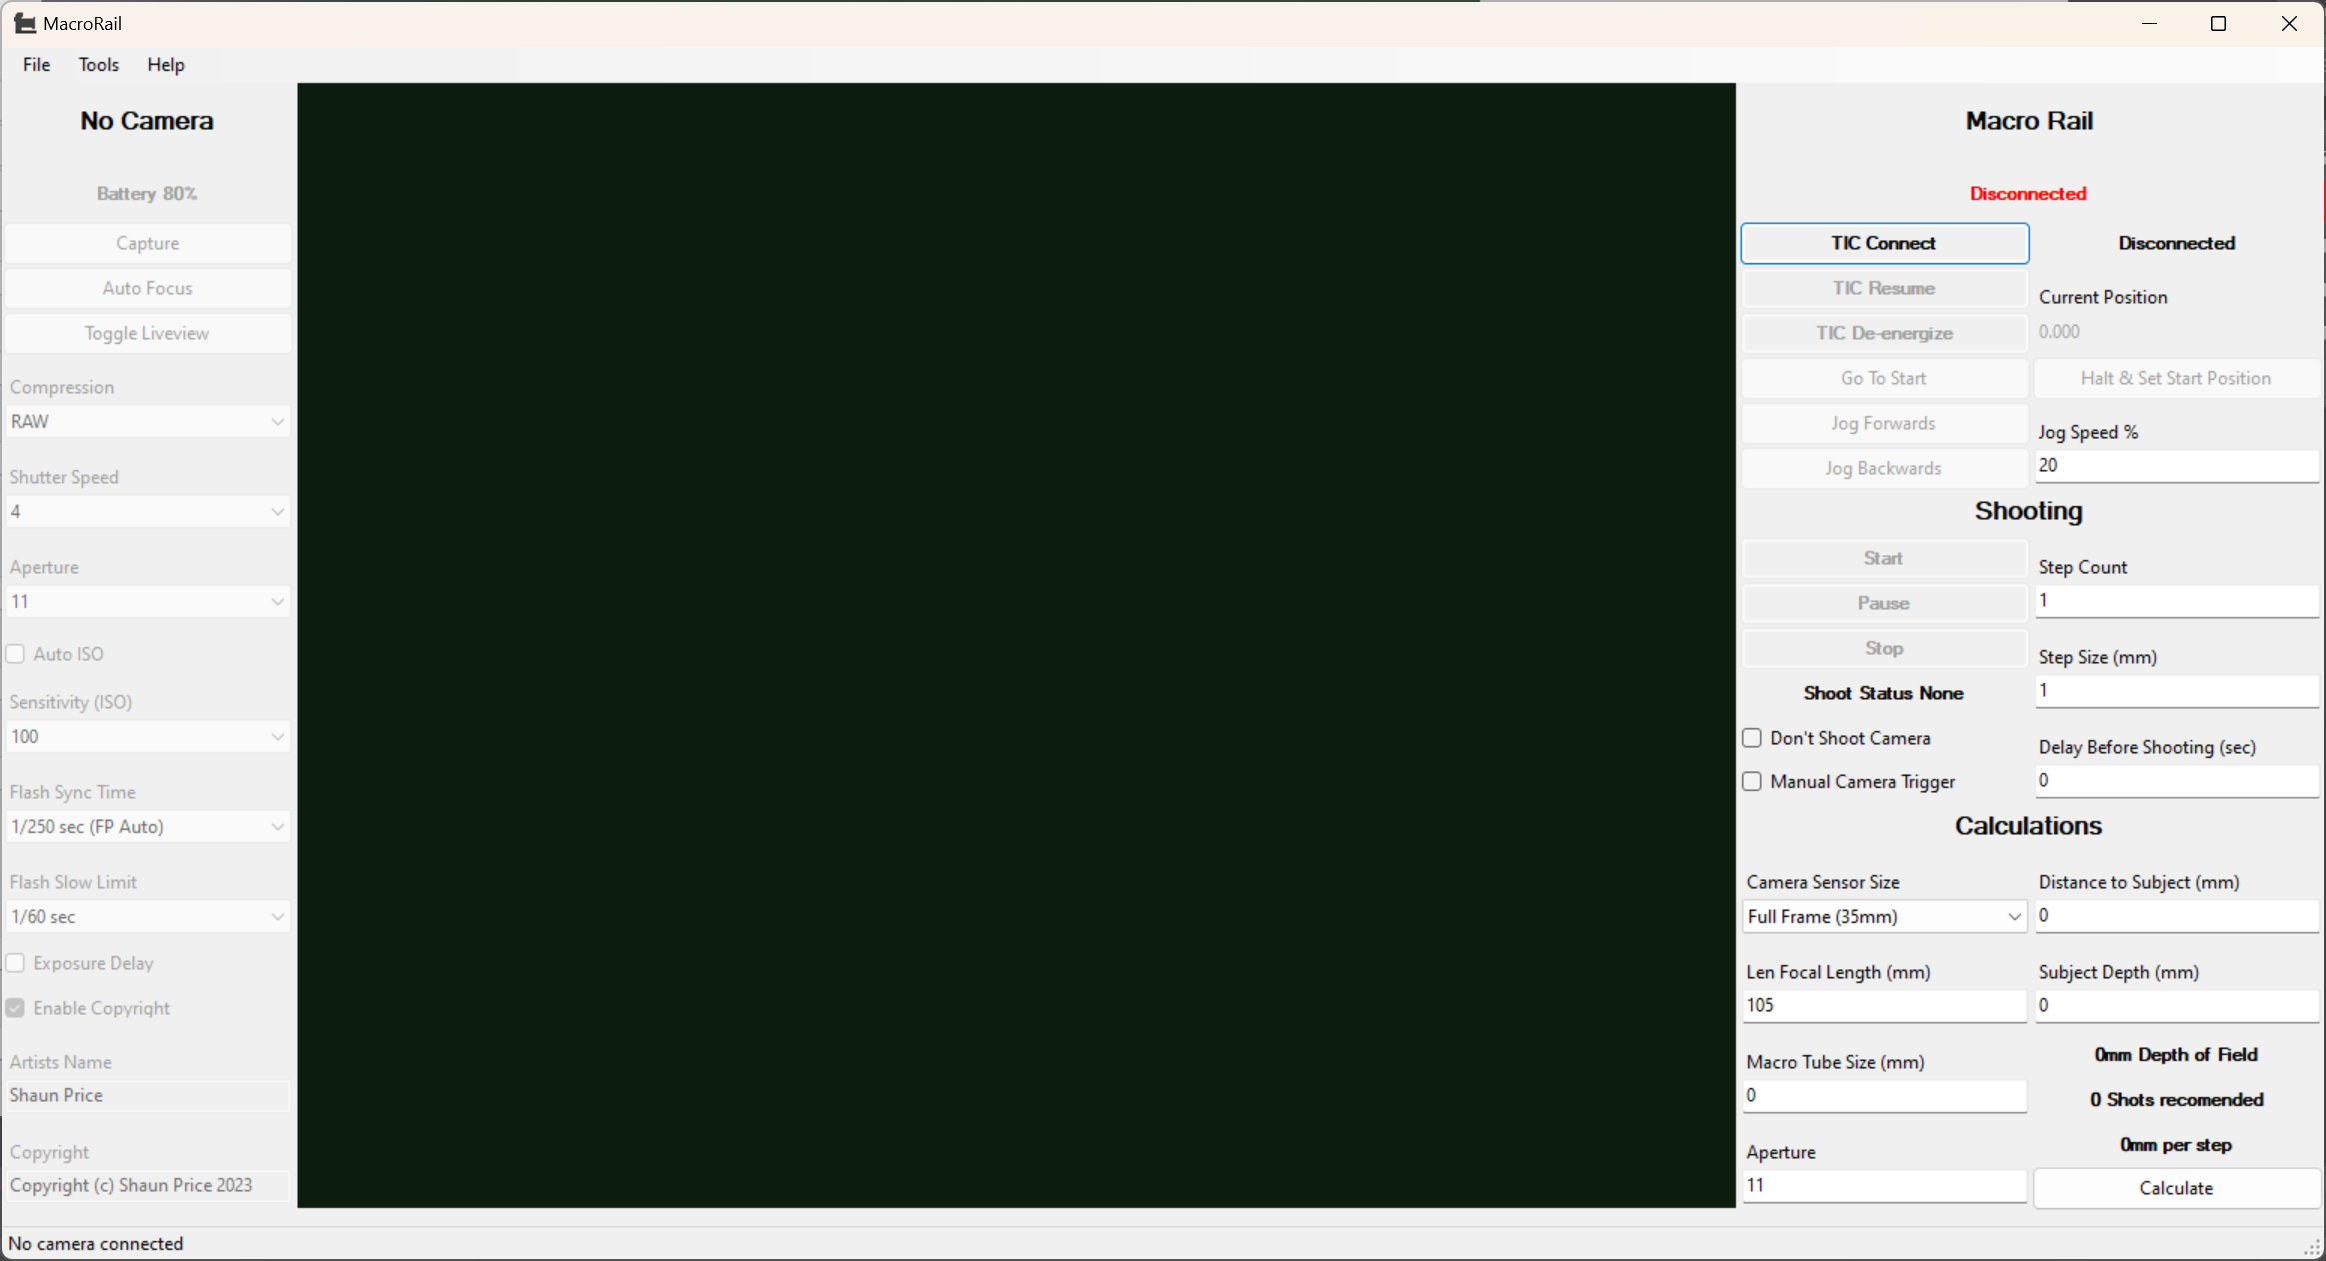 MacroRail
File Tools Help
No Camera
Battery 80%
Capture
Auto Focus
Toggle Liveview
Compression
RAW
Shutter Speed
4
Aperture
11
Auto ISO
Sensitivity (ISO)
100
Flash Sync Time
1/250 sec (FP Auto)
Flash Slow Limit
1/60 sec
Exposure Delay
Enable Copyright
Artists Name
Shaun Price
Copyright
Copyright (c) Shaun Price 2023
Macro Rail
Disconnected
TIC Connect
Disconnected
TIC Resume
Current Position
TIC De-energize
0.000
Go To Start
Halt & Set Start Position
Jog Forwards
Jog Speed %
Jog Backwards
20
Shooting
Start
Step Count
Pause
1
Stop
Step Size (mm)
Shoot Status None
1
Don't Shoot Camera
Delay Before Shooting (sec)
Manual Camera Trigger
0
Calculations
Camera Sensor Size
Distance to Subject (mm)
Full Frame (35mm)
0
Len Focal Length (mm)
Subject Depth (mm)
105
0
Macro Tube Size (mm)
0mm Depth of Field
0
0 Shots recomended
Aperture
0mm per step
11
Calculate
No camera connected